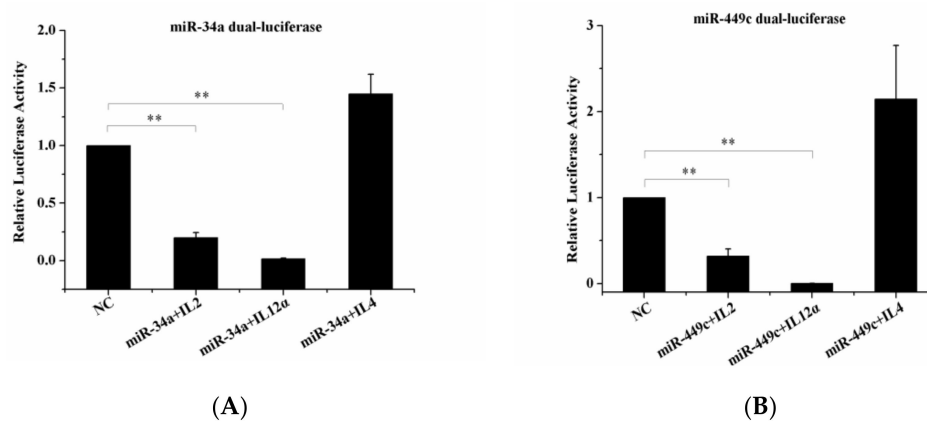 miR-34a dual-luciferase
Relative Luciferase Activity
2.0
1.5
1.0
0.5
0.0
**
**
NC
miR-34a+IL2
miR-34a+IL12α
miR-34a+IL4
(A)
miR-449c dual-luciferase
Relative Luciferase Activity
3
2
1
0
**
**
NC
miR-449c+IL2
miR-449c+IL12α
miR-449c+IL4
(B)